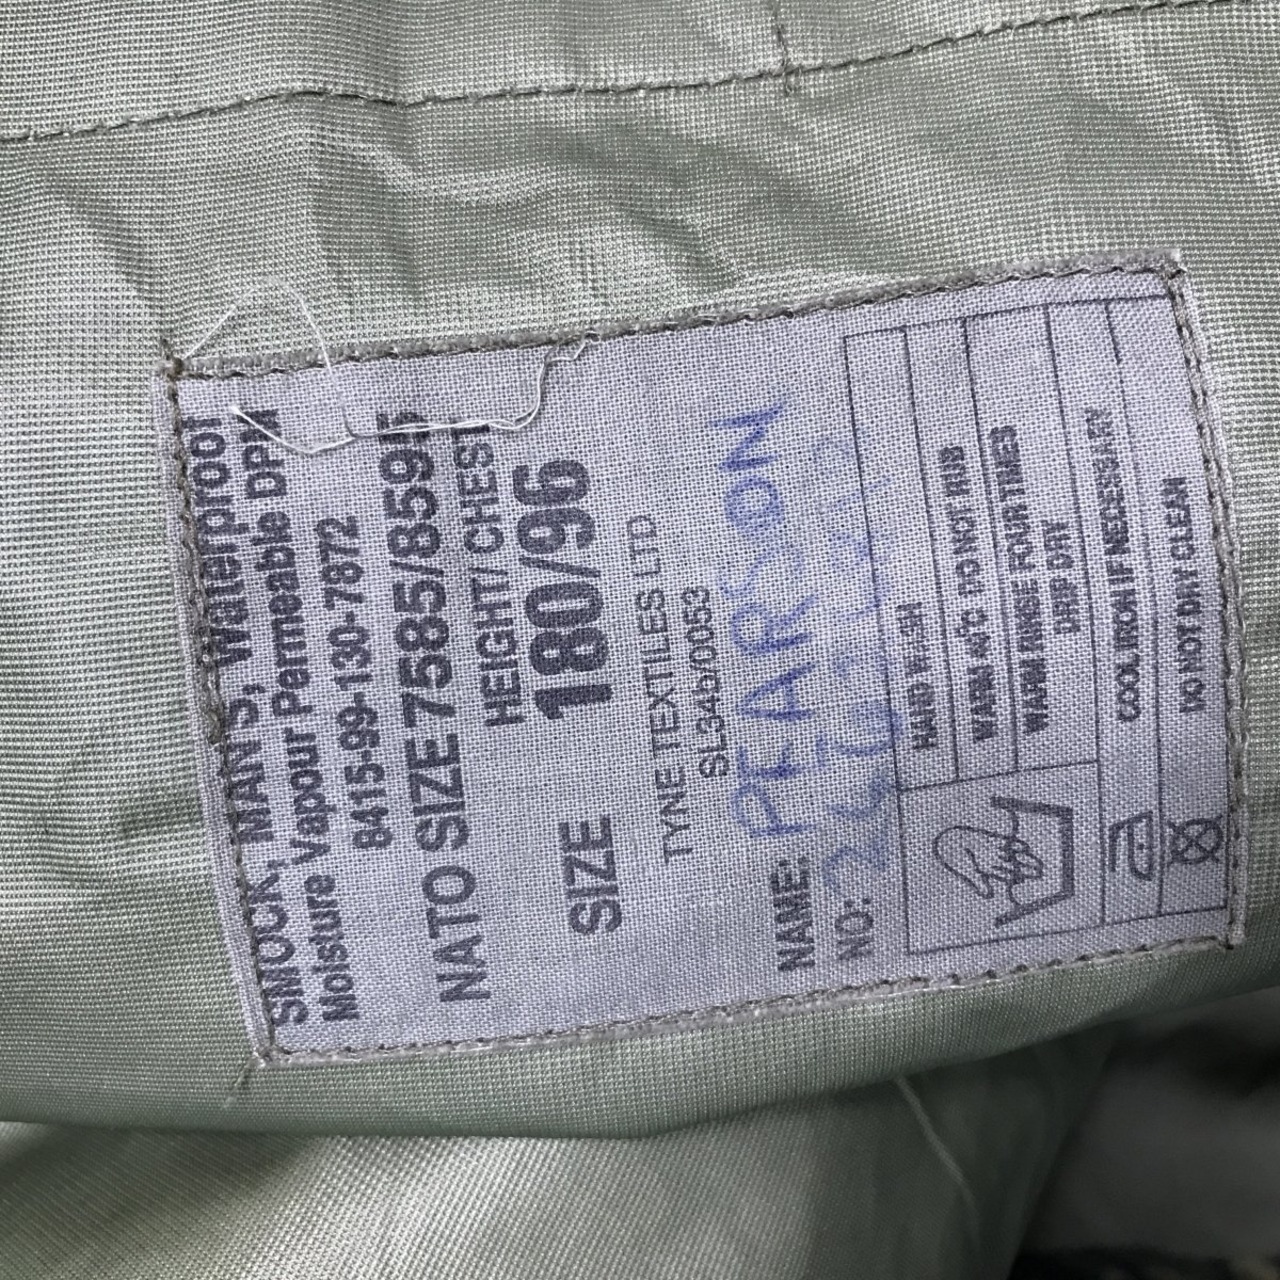 SMOCK, MAN'S, Waterproof
Moisture Vapour Permeable DPM
8415-99-130-7872
NATO SIZE 7585/8595
HEIGHT/ CHEST
SIZE 180/96
TYNE TEXTILES LTD
SL34b/0053
NAME: PEARSON
NO:
HAND WASH
WARM 40°C DO NOT RUB
WARM RINSE FOUR TIMES
DRIP DRY
COOL IRON IF NECESSARY
DO NOT DRY CLEAN